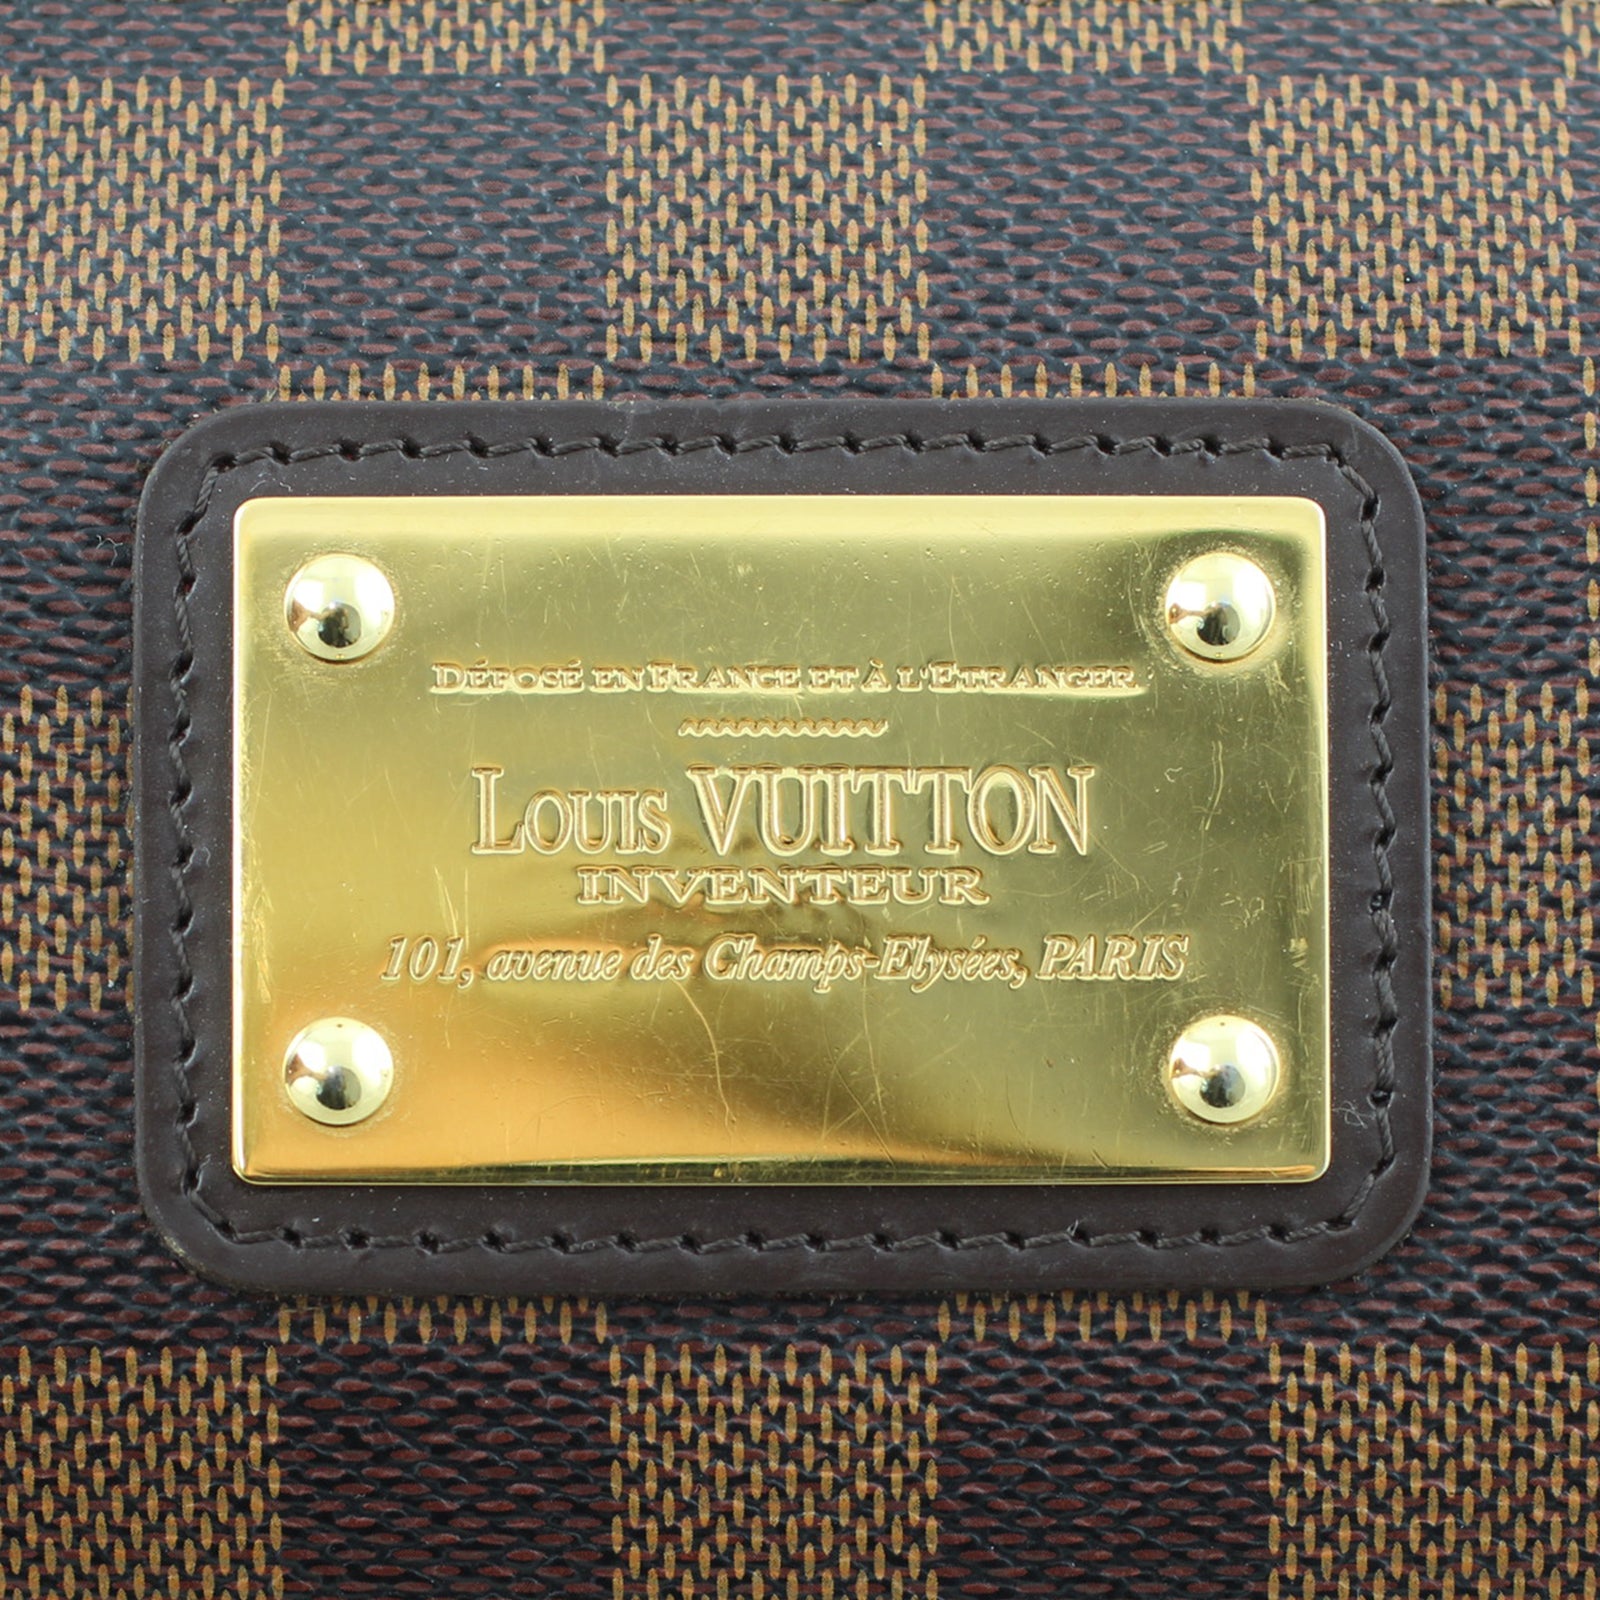 DÉPOSÉ EN FRANCE ET À L'ETRANGER
LOUIS VUITTON
INVENTEUR
101, avenue des Champs-Elysées, PARIS